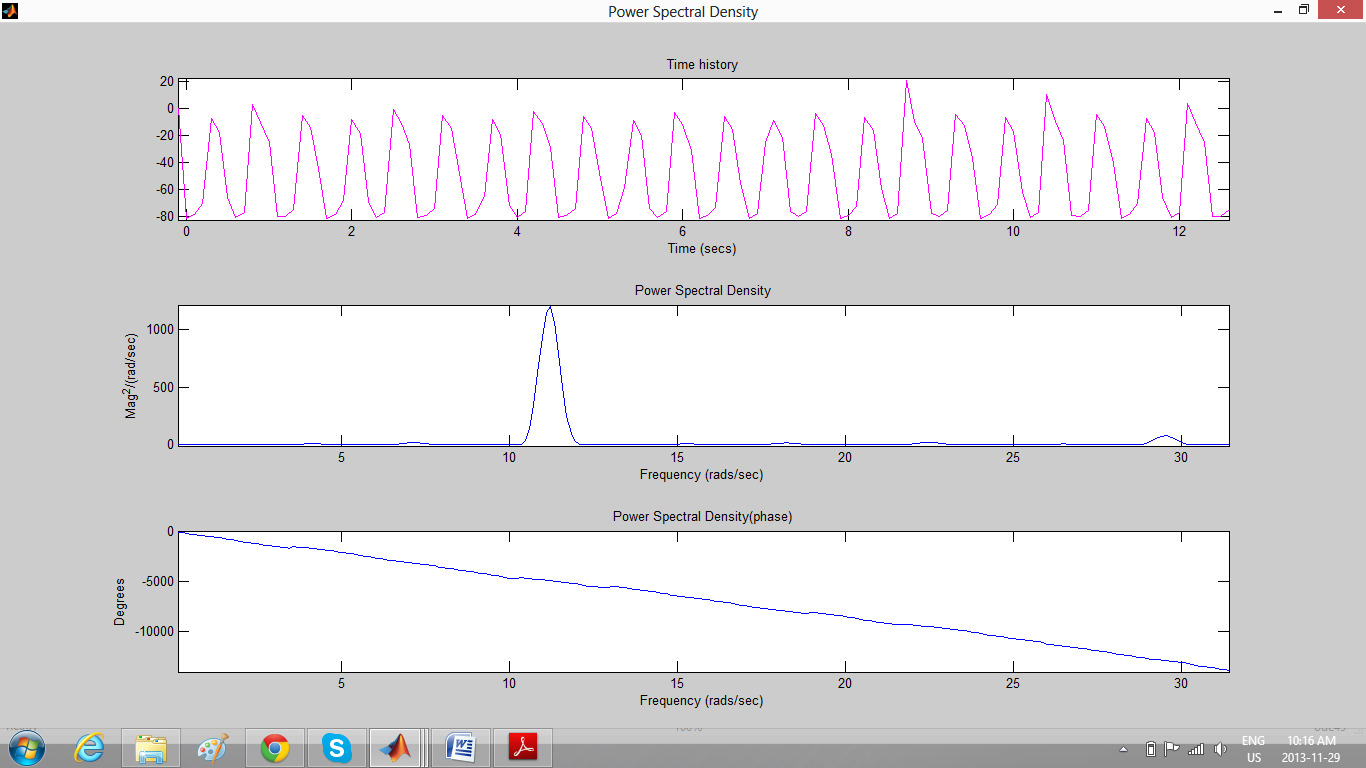 Power Spectral Density
Time history
20
0
-20
-40
-60
-80
0 2 4 6 8 10 12
Time (secs)
Power Spectral Density
Mag2/(rad/sec)
1000
500
0
5 10 15 20 25 30
Frequency (rads/sec)
Power Spectral Density(phase)
Degrees
0
-5000
-10000
5 10 15 20 25 30
Frequency (rads/sec)
100%
ENG 10:16 AM
US 2013-11-29